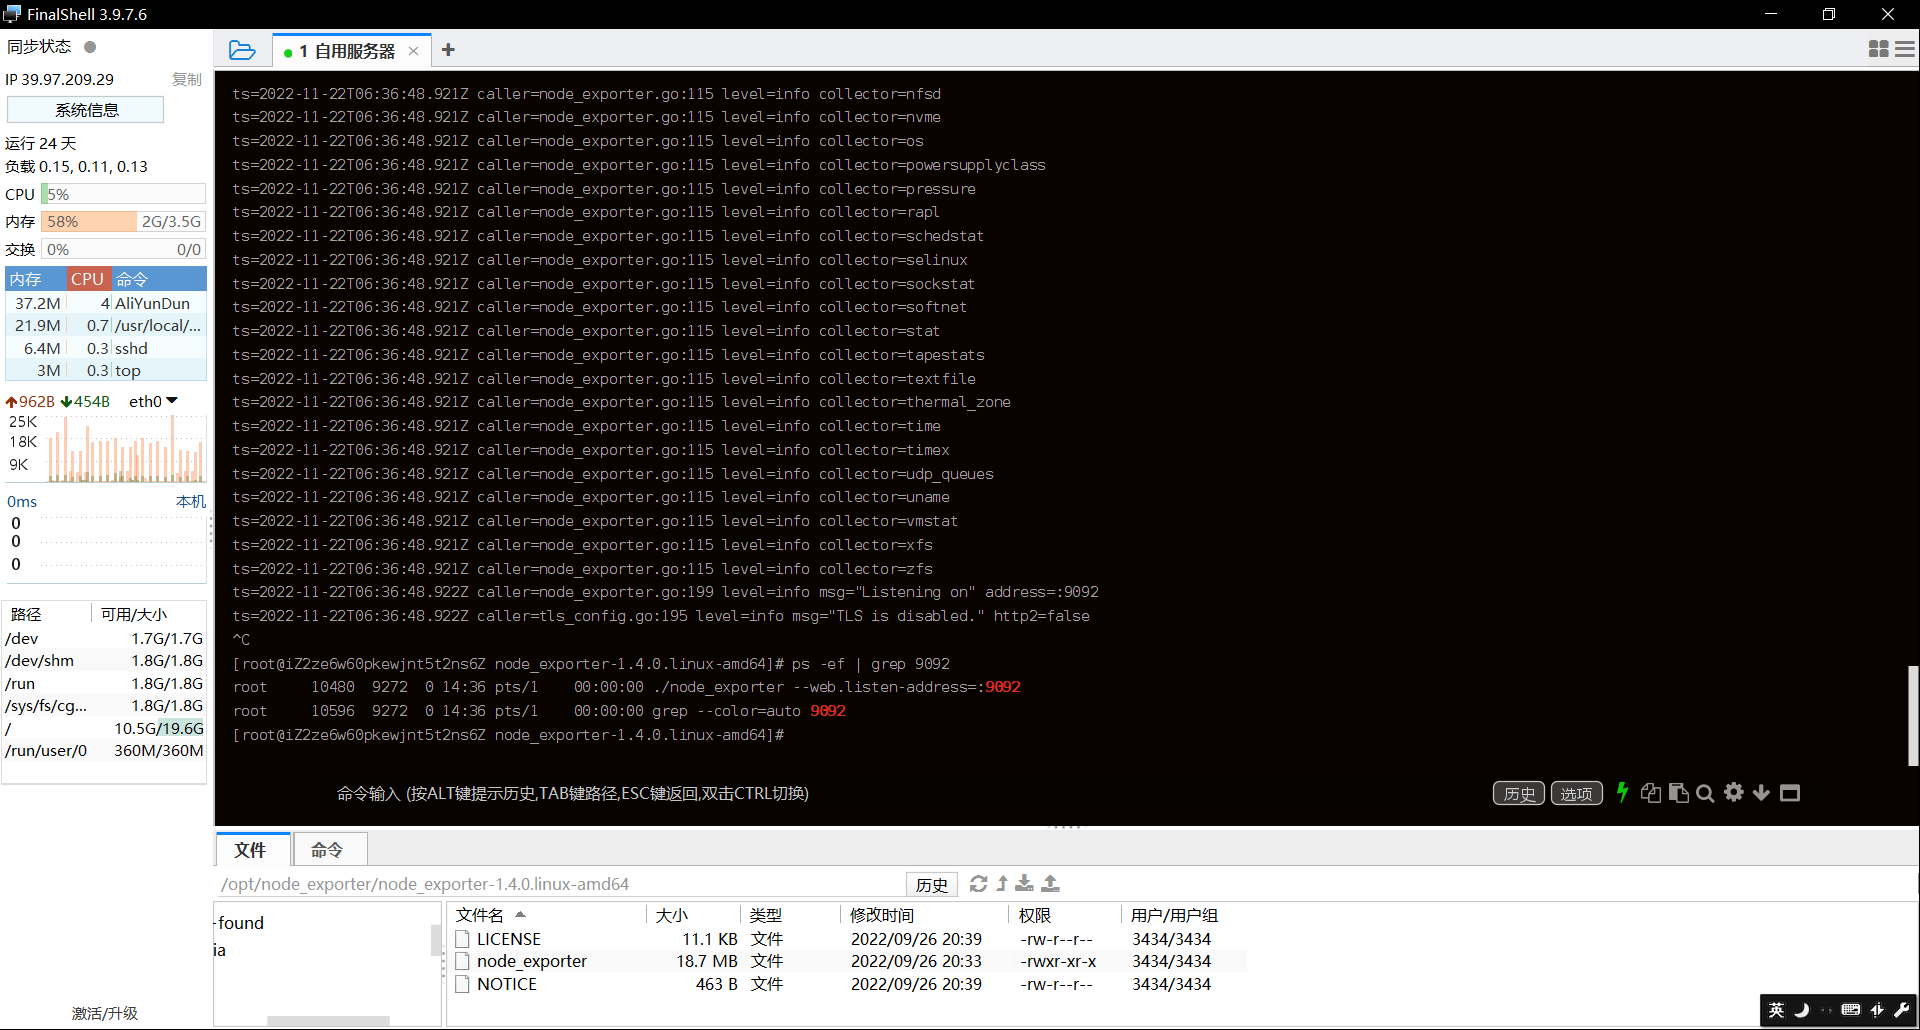 FinalShell 3.9.7.6
同步状态
IP 39.97.209.29 复制
系统信息
运行 24 天
负载 0.15, 0.11, 0.13
CPU 5%
内存 58% 2G/3.5G
交换 0% 0/0
内存 CPU 命令
37.2M 4 AliYunDun
21.9M 0.7 /usr/local/...
6.4M 0.3 sshd
3M 0.3 top
962B 454B eth0
25K
18K
9K
0ms 本机
0
0
0
路径 可用/大小
/dev 1.7G/1.7G
/dev/shm 1.8G/1.8G
/run 1.8G/1.8G
/sys/fs/cg... 1.8G/1.8G
/ 10.5G/19.6G
/run/user/0 360M/360M
激活/升级
1 自用服务器
ts=2022-11-22T06:36:48.921Z caller=node_exporter.go:115 level=info collector=nfsd
ts=2022-11-22T06:36:48.921Z caller=node_exporter.go:115 level=info collector=nvme
ts=2022-11-22T06:36:48.921Z caller=node_exporter.go:115 level=info collector=os
ts=2022-11-22T06:36:48.921Z caller=node_exporter.go:115 level=info collector=powersupplyclass
ts=2022-11-22T06:36:48.921Z caller=node_exporter.go:115 level=info collector=pressure
ts=2022-11-22T06:36:48.921Z caller=node_exporter.go:115 level=info collector=rapl
ts=2022-11-22T06:36:48.921Z caller=node_exporter.go:115 level=info collector=schedstat
ts=2022-11-22T06:36:48.921Z caller=node_exporter.go:115 level=info collector=selinux
ts=2022-11-22T06:36:48.921Z caller=node_exporter.go:115 level=info collector=sockstat
ts=2022-11-22T06:36:48.921Z caller=node_exporter.go:115 level=info collector=softnet
ts=2022-11-22T06:36:48.921Z caller=node_exporter.go:115 level=info collector=stat
ts=2022-11-22T06:36:48.921Z caller=node_exporter.go:115 level=info collector=tapestats
ts=2022-11-22T06:36:48.921Z caller=node_exporter.go:115 level=info collector=textfile
ts=2022-11-22T06:36:48.921Z caller=node_exporter.go:115 level=info collector=thermal_zone
ts=2022-11-22T06:36:48.921Z caller=node_exporter.go:115 level=info collector=time
ts=2022-11-22T06:36:48.921Z caller=node_exporter.go:115 level=info collector=timex
ts=2022-11-22T06:36:48.921Z caller=node_exporter.go:115 level=info collector=udp_queues
ts=2022-11-22T06:36:48.921Z caller=node_exporter.go:115 level=info collector=uname
ts=2022-11-22T06:36:48.921Z caller=node_exporter.go:115 level=info collector=vmstat
ts=2022-11-22T06:36:48.921Z caller=node_exporter.go:115 level=info collector=xfs
ts=2022-11-22T06:36:48.921Z caller=node_exporter.go:115 level=info collector=zfs
ts=2022-11-22T06:36:48.922Z caller=node_exporter.go:199 level=info msg="Listening on" address=:9092
ts=2022-11-22T06:36:48.922Z caller=tls_config.go:195 level=info msg="TLS is disabled." http2=false
^C
[root@iZ2ze6w60pkewjnt5t2ns6Z node_exporter-1.4.0.linux-amd64]# ps -ef | grep 9092
root 10480 9272 0 14:36 pts/1 00:00:00 ./node_exporter --web.listen-address=:9092
root 10596 9272 0 14:36 pts/1 00:00:00 grep --color=auto 9092
[root@iZ2ze6w60pkewjnt5t2ns6Z node_exporter-1.4.0.linux-amd64]#
命令输入 (按ALT键提示历史,TAB键路径,ESC键返回,双击CTRL切换)
历史 选项
文件 命令
/opt/node_exporter/node_exporter-1.4.0.linux-amd64 历史
-found
ia
文件名 大小 类型 修改时间 权限 用户/用户组
LICENSE 11.1 KB 文件 2022/09/26 20:39 -rw-r--r-- 3434/3434
node_exporter 18.7 MB 文件 2022/09/26 20:33 -rwxr-xr-x 3434/3434
NOTICE 463 B 文件 2022/09/26 20:39 -rw-r--r-- 3434/3434
英